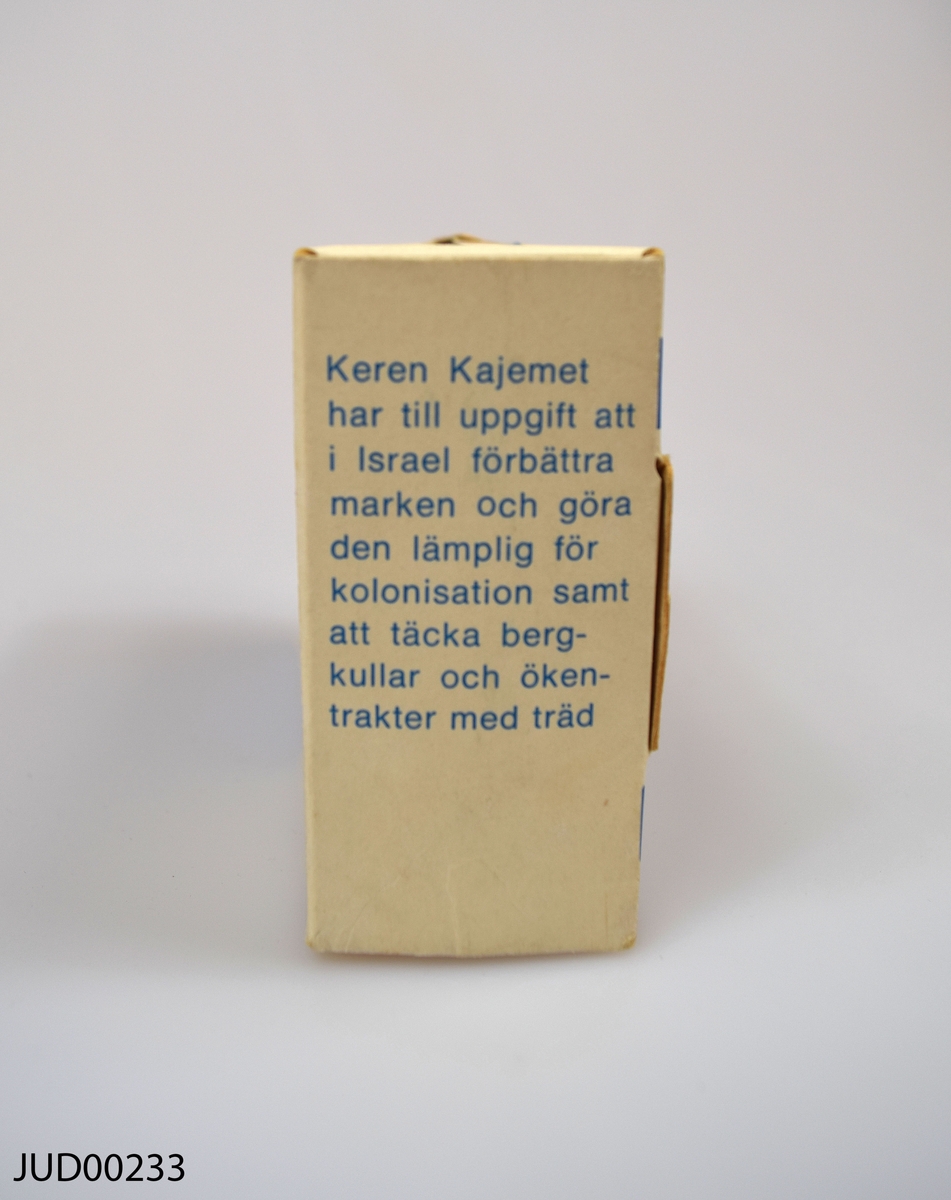 Keren Kajemet
har till uppgift att
i Israel förbättra
marken och göra
den lämplig för
kolonisation samt
att täcka berg-
kullar och öken-
trakter med träd
JUD00233